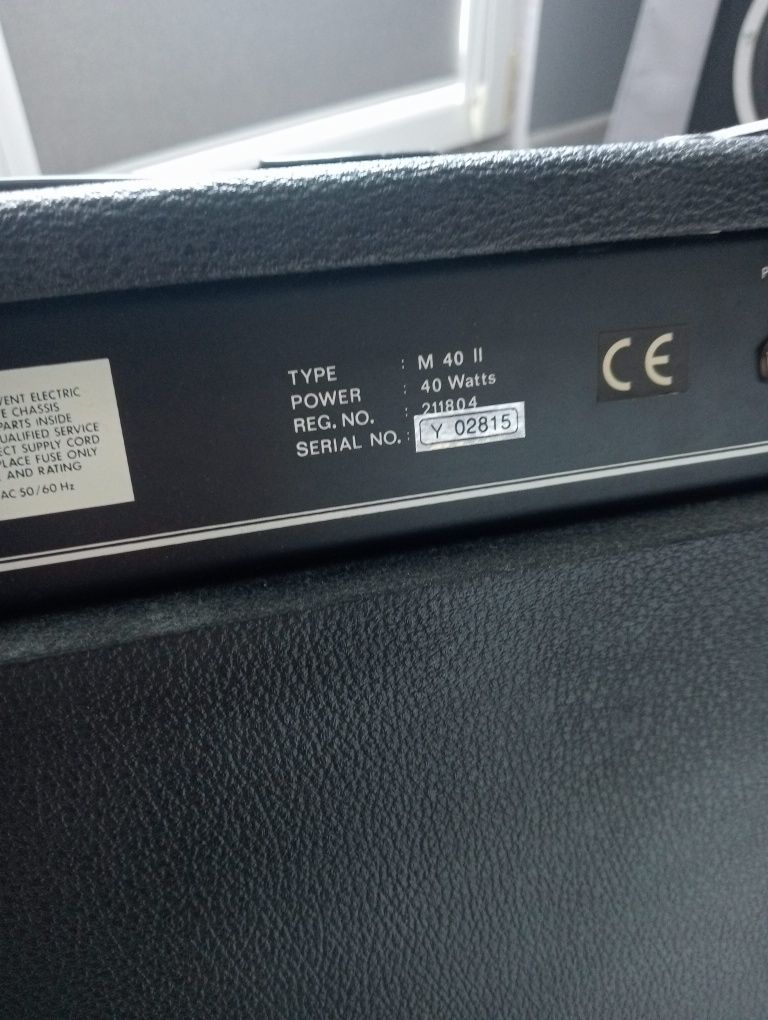 VENT ELECTRIC
E CHASSIS
PARTS INSIDE
UALIFIED SERVICE
ECT SUPPLY CORD
PLACE FUSE ONLY
AND RATING
AC 50/60 Hz
TYPE : M 40 II
POWER : 40 Watts
REG. NO. : 211804
SERIAL NO. : Y 02815
CE
P